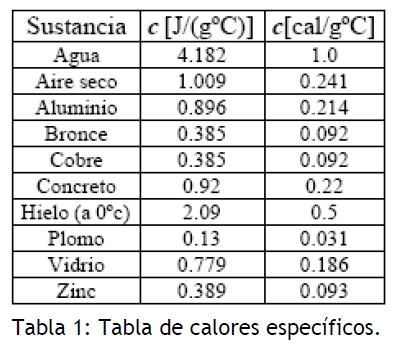 Sustancia c [J/(gºC)] c[cal/gºC]
Agua 4.182 1.0
Aire seco 1.009 0.241
Aluminio 0.896 0.214
Bronce 0.385 0.092
Cobre 0.385 0.092
Concreto 0.92 0.22
Hielo (a 0ºc) 2.09 0.5
Plomo 0.13 0.031
Vidrio 0.779 0.186
Zinc 0.389 0.093
Tabla 1: Tabla de calores específicos.